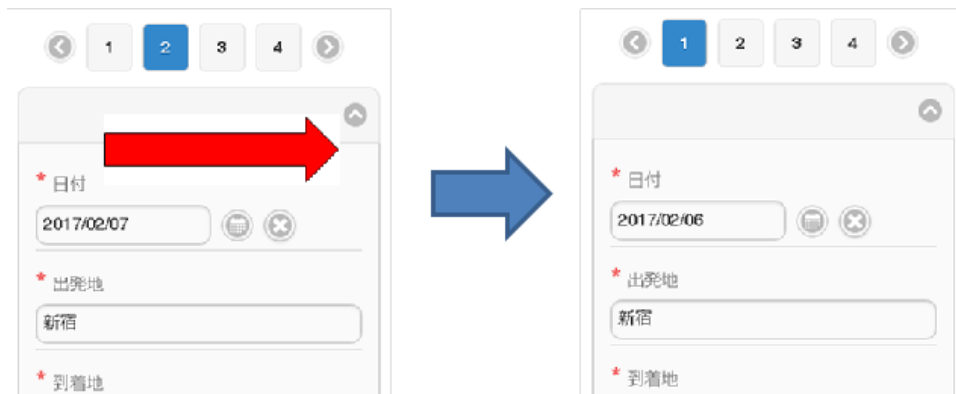 1 2 3 4
* 日付
2017/02/07
* 出発地
新宿
* 到着地
1 2 3 4
* 日付
2017/02/06
* 出発地
新宿
* 到着地